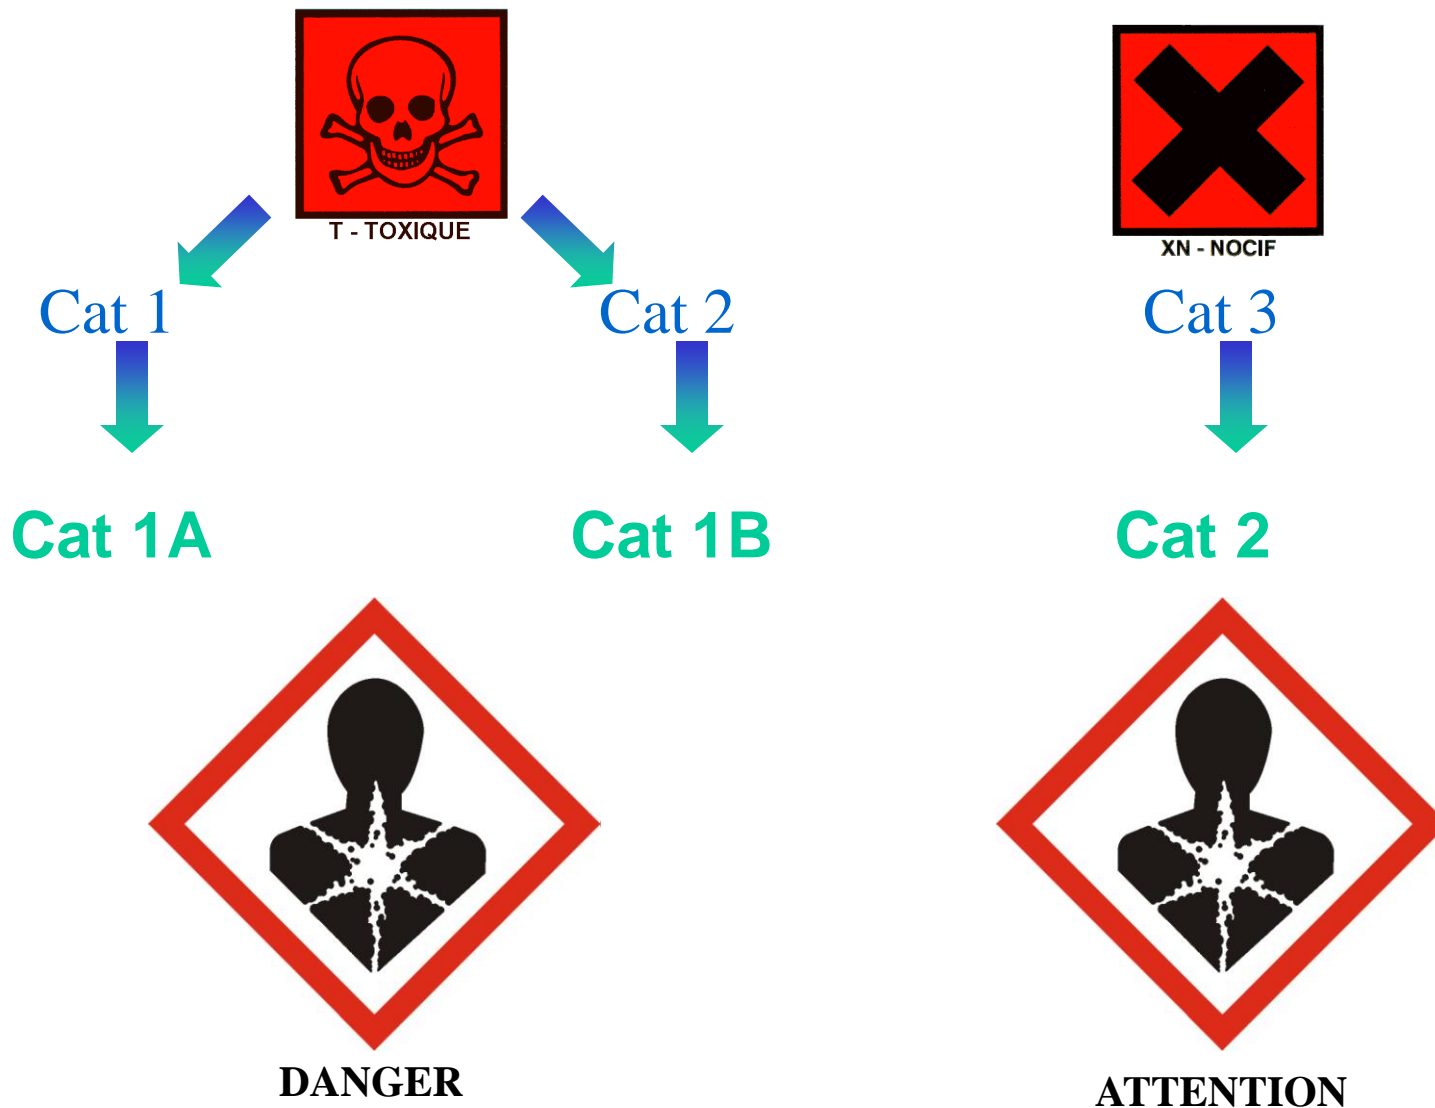 T - TOXIQUE
XN - NOCIF
Cat 1
Cat 2
Cat 3
Cat 1A
Cat 1B
Cat 2
DANGER
ATTENTION